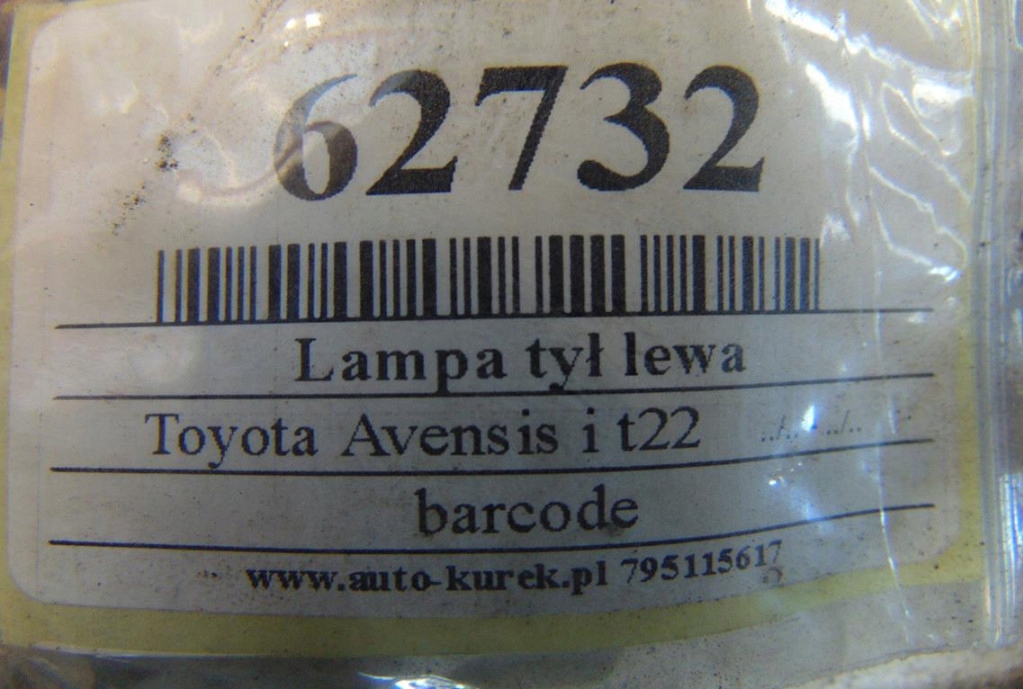 62732
Lampa tył lewa
Toyota Avensis i t22
barcode
www.auto-kurek.pl 795115617